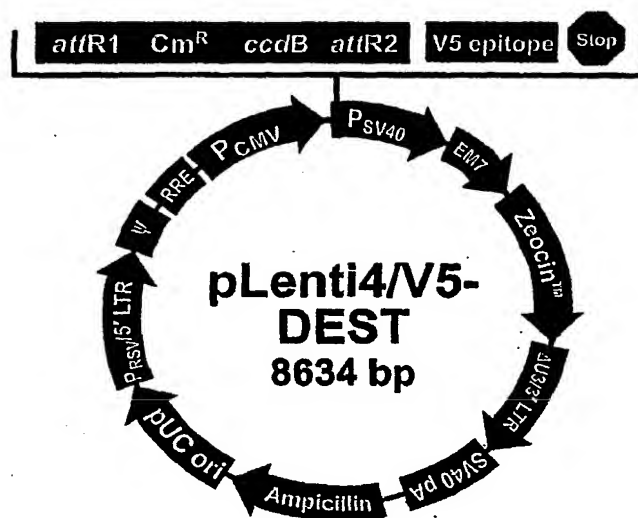 attR1 CmR ccdB attR2 V5 epitope Stop
PCMV
PSV40
EM7
Zeocin™
ΔU3/3' LTR
SV40 pA
Ampicillin
pUC ori
PRSV/5' LTR
Ψ
RRE
pLenti4/V5-
DEST
8634 bp